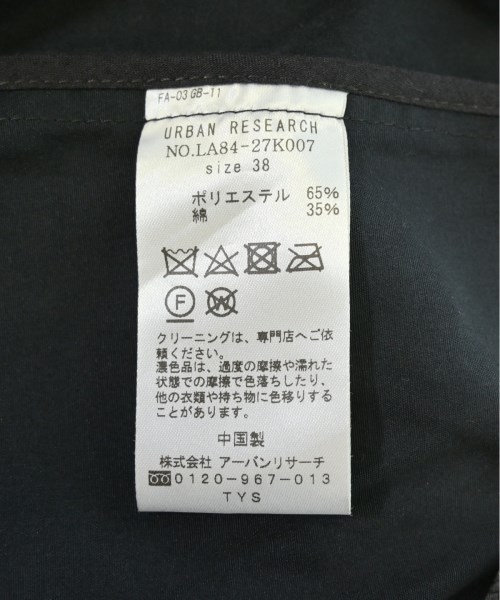 FA-03 GB-11
URBAN RESEARCH
NO.LA84-27K007
size 38
ポリエステル 65%
綿 35%
F W
クリーニングは、専門店へご依
頼ください。
濃色品は、過度の摩擦や濡れた
状態での摩擦で色落ちしたり、
他の衣類や持ち物に色移りする
ことがあります。
中国製
株式会社 アーバンリサーチ
0120-967-013
TYS